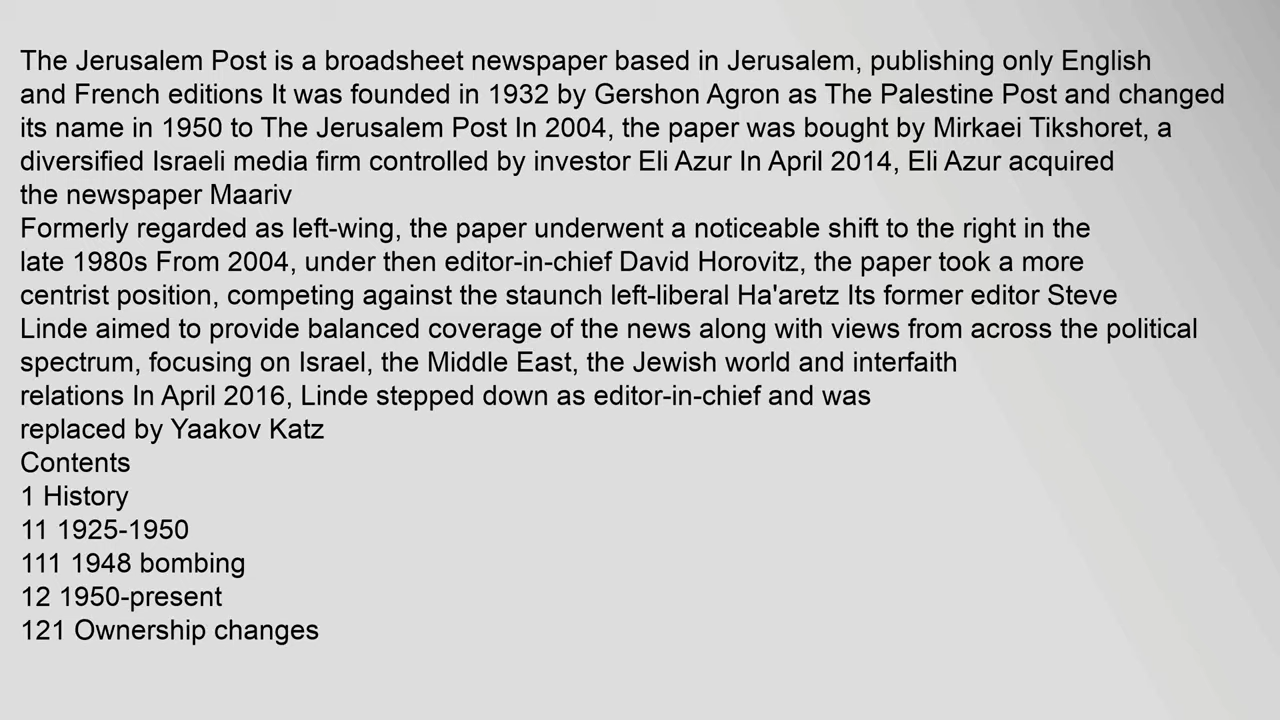 The Jerusalem Post is a broadsheet newspaper based in Jerusalem, publishing only English
and French editions It was founded in 1932 by Gershon Agron as The Palestine Post and changed
its name in 1950 to The Jerusalem Post In 2004, the paper was bought by Mirkaei Tikshoret, a
diversified Israeli media firm controlled by investor Eli Azur In April 2014, Eli Azur acquired
the newspaper Maariv
Formerly regarded as left-wing, the paper underwent a noticeable shift to the right in the
late 1980s From 2004, under then editor-in-chief David Horovitz, the paper took a more
centrist position, competing against the staunch left-liberal Ha'aretz Its former editor Steve
Linde aimed to provide balanced coverage of the news along with views from across the political
spectrum, focusing on Israel, the Middle East, the Jewish world and interfaith
relations In April 2016, Linde stepped down as editor-in-chief and was
replaced by Yaakov Katz
Contents
1 History
11 1925-1950
111 1948 bombing
12 1950-present
121 Ownership changes